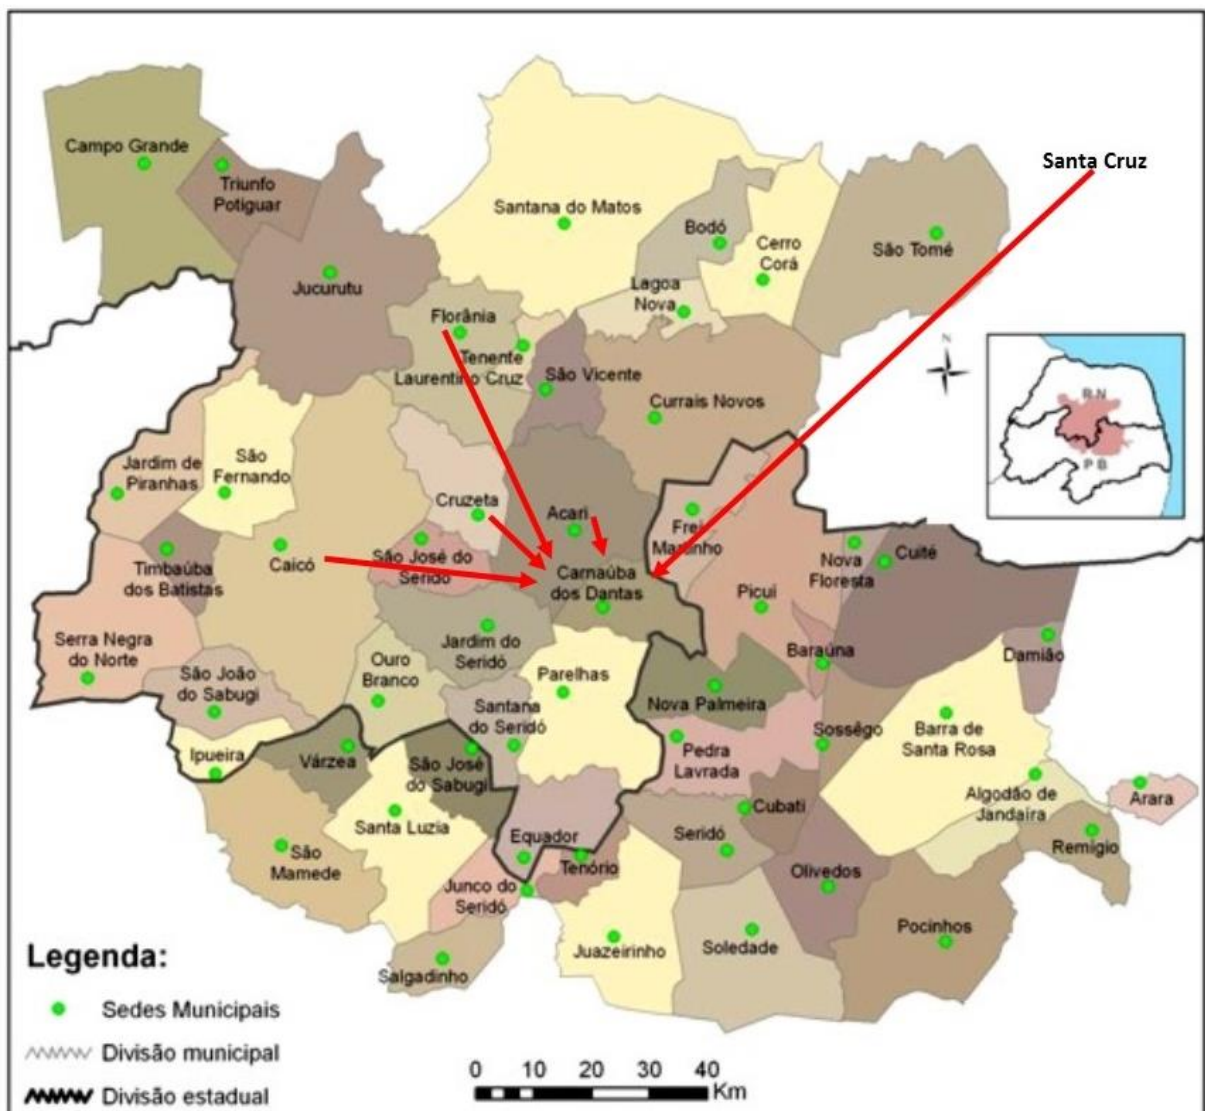 Campo Grande
Triunfo
Potiguar
Santana do Matos
Bodó
Cerro
Corá
São Tomé
Santa Cruz
Jucurutu
Lagoa
Nova
Florânia
Tenente
Laurentino Cruz
São Vicente
Currais Novos
N
R N
P B
Jardim de
Piranhas
São
Fernando
Cruzeta
Acari
Frei
Martinho
Timbaúba
dos Batistas
Caicó
São José do
Seridó
Carnaúba
dos Dantas
Picuí
Nova
Floresta
Cuité
Serra Negra
do Norte
São João
do Sabugi
Ouro
Branco
Jardim do
Seridó
Parelhas
Santana
do Seridó
Nova Palmeira
Baraúna
Damião
Ipueira
Várzea
São José
do Sabugi
Pedra
Lavrada
Sossêgo
Barra de
Santa Rosa
Santa Luzia
Equador
Cubati
Seridó
Algodão de
Jandaíra
Arara
São
Mamede
Junco do
Seridó
Tenório
Olivedos
Remígio
Salgadinho
Juazeirinho
Soledade
Pocinhos
Legenda:
Sedes Municipais
Divisão municipal
Divisão estadual
0 10 20 30 40
Km